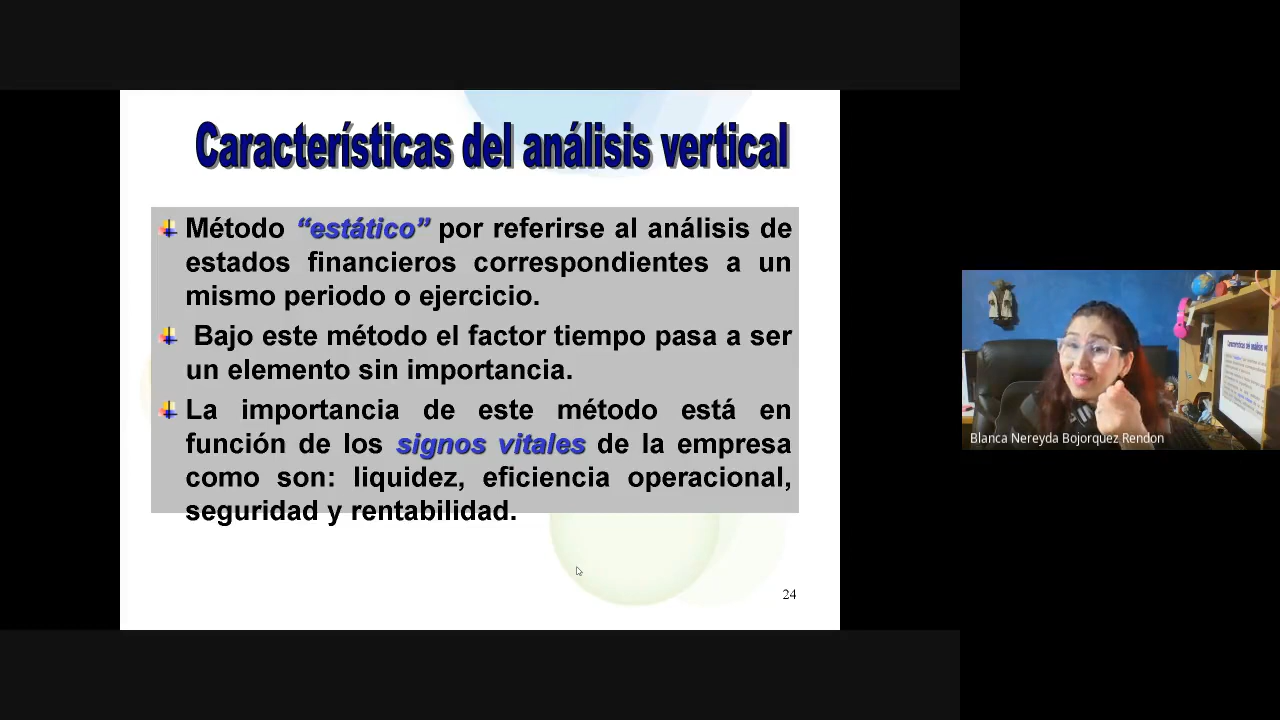 Características del análisis vertical
Método “estático” por referirse al análisis de
estados financieros correspondientes a un
mismo periodo o ejercicio.
Bajo este método el factor tiempo pasa a ser
un elemento sin importancia.
La importancia de este método está en
función de los signos vitales de la empresa
como son: liquidez, eficiencia operacional,
seguridad y rentabilidad.
24
Blanca Nereyda Bojorquez Rendon